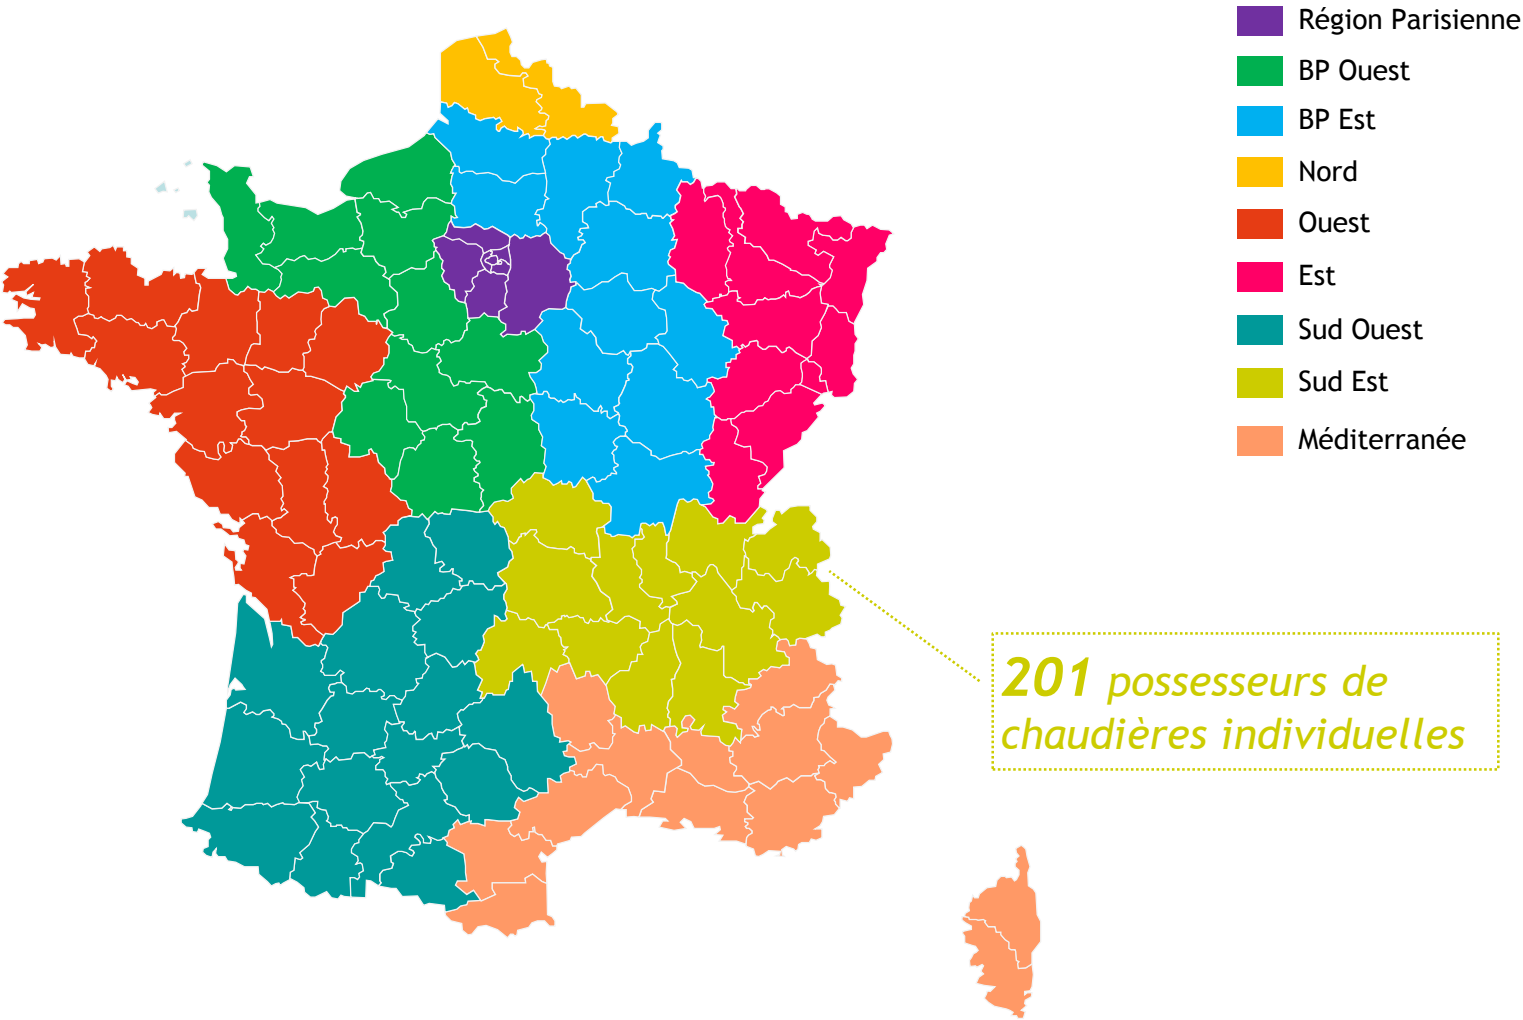 Région Parisienne
BP Ouest
BP Est
Nord
Ouest
Est
Sud Ouest
Sud Est
Méditerranée
201 possesseurs de
chaudières individuelles